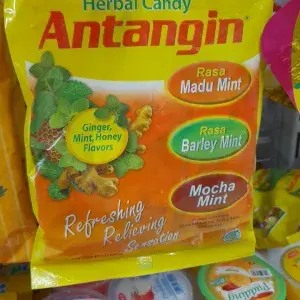 Herbal Candy
Antangin
Rasa
Madu Mint
Ginger,
Mint, Honey
Flavors
Rasa
Barley Mint
Mocha
Mint
Refreshing
Relieving
Sensation